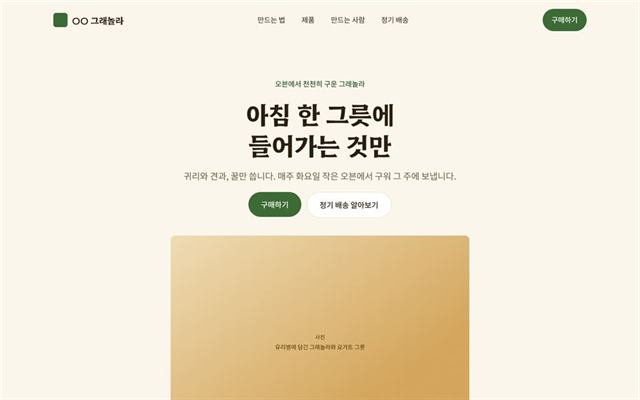 ○○ 그래놀라
만드는 법 제품 만드는 사람 정기 배송
구매하기
오븐에서 천천히 구운 그래놀라
아침 한 그릇에
들어가는 것만
귀리와 견과, 꿀만 씁니다. 매주 화요일 작은 오븐에서 구워 그 주에 보냅니다.
구매하기 정기 배송 알아보기
사진
유리병에 담긴 그래놀라와 요거트 그릇